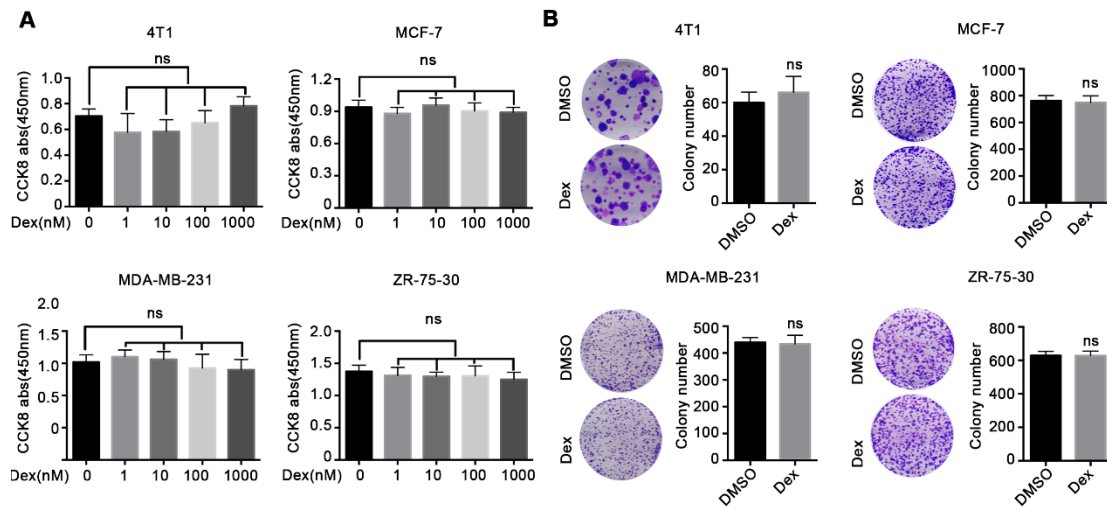 A
4T1
ns
CCK8 abs(450nm)
1.0
0.8
0.6
0.4
0.2
0
Dex(nM) 0 1 10 100 1000
MCF-7
ns
CCK8 abs(450nm)
1.2
0.9
0.6
0.3
0
0 1 10 100 1000
MDA-MB-231
2.0
ns
CCK8 abs(450nm)
1.5
1.0
0.5
0.0
0
Dex(nM) 0 1 10 100 1000
ZR-75-30
ns
CCK8 abs(450nm)
2.0
1.5
1.0
0.5
0
0 1 10 100 1000
B
4T1
DMSO
Dex
Colony number
80
60
40
20
0
ns
DMSO
Dex
MCF-7
DMSO
Dex
Colony number
1000
800
600
400
200
0
ns
DMSO
Dex
MDA-MB-231
DMSO
Dex
Colony number
500
400
300
200
100
0
ns
DMSO
Dex
ZR-75-30
DMSO
Dex
Colony number
800
600
400
200
0
ns
DMSO
Dex